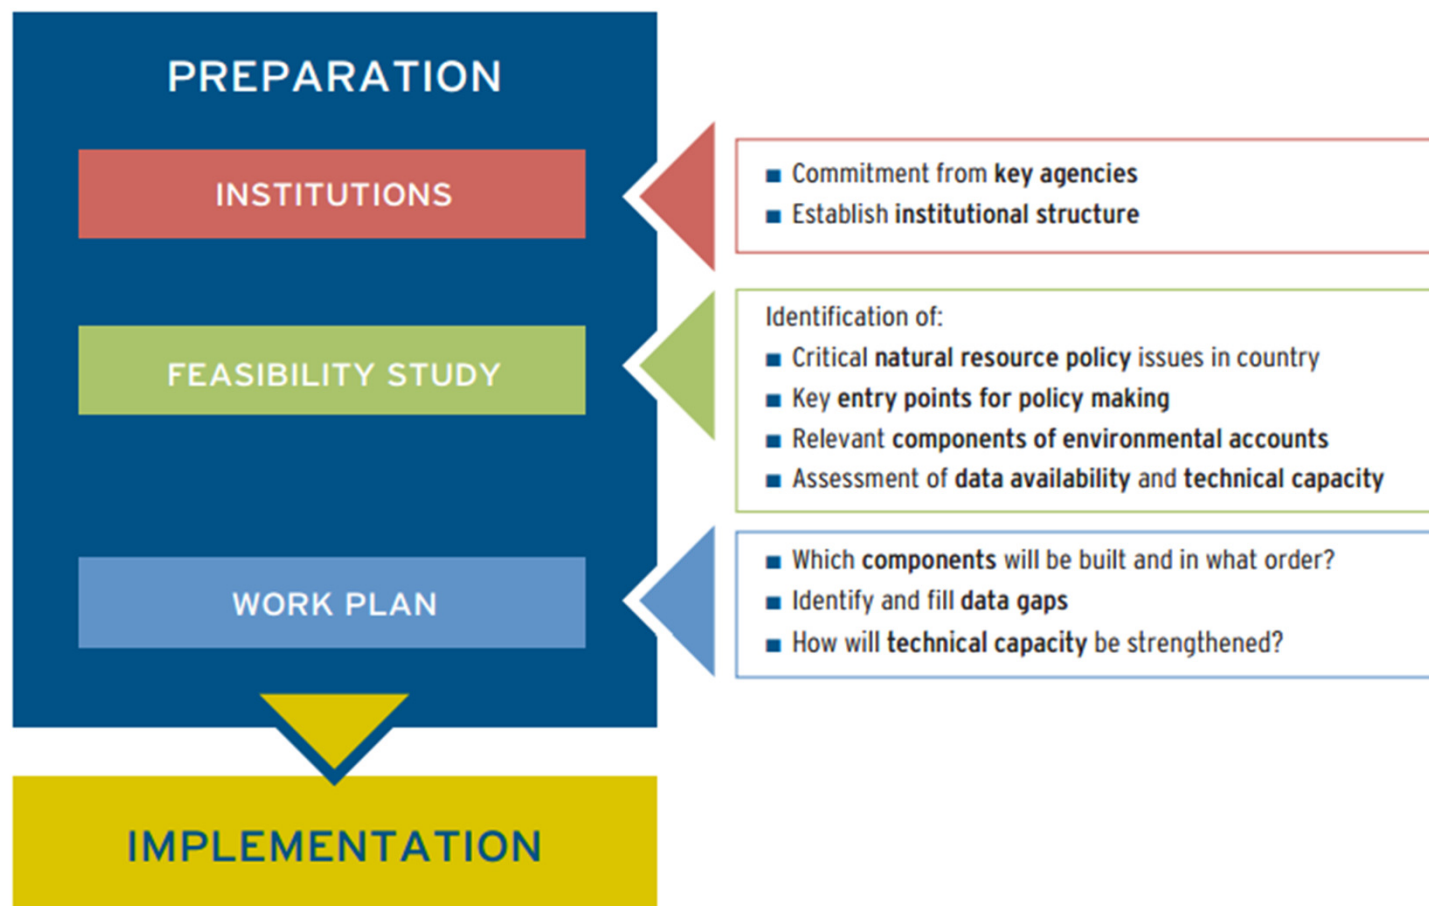 PREPARATION
INSTITUTIONS
■ Commitment from key agencies
■ Establish institutional structure
FEASIBILITY STUDY
Identification of:
■ Critical natural resource policy issues in country
■ Key entry points for policy making
■ Relevant components of environmental accounts
■ Assessment of data availability and technical capacity
WORK PLAN
■ Which components will be built and in what order?
■ Identify and fill data gaps
■ How will technical capacity be strengthened?
IMPLEMENTATION